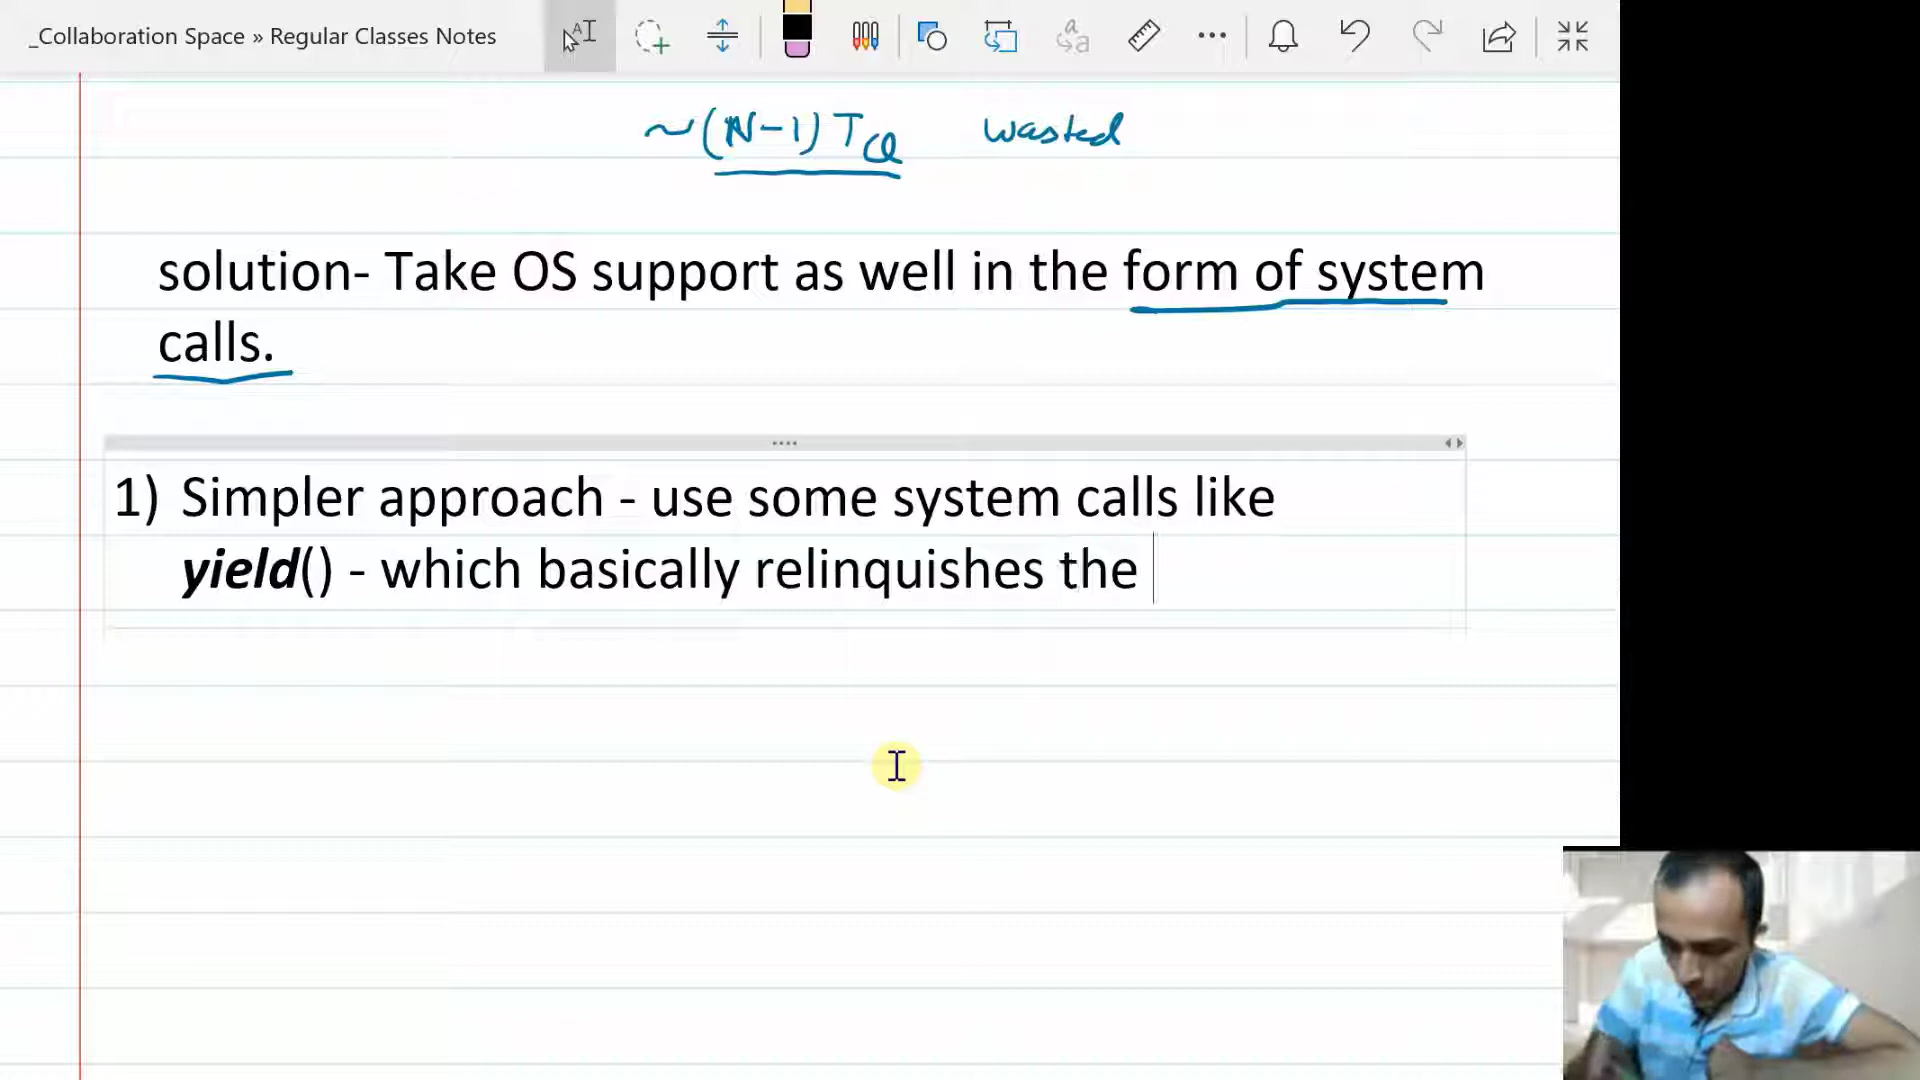 _Collaboration Space » Regular Classes Notes
~(N-1) TQ wasted
solution- Take OS support as well in the form of system
calls.
1) Simpler approach - use some system calls like
yield() - which basically relinquishes the